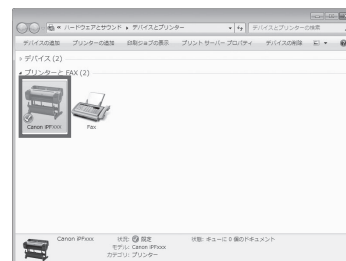 « ハードウェアとサウンド ▸ デバイスとプリンター
デバイスとプリンターの検索
デバイスの追加 プリンターの追加 印刷ジョブの表示 プリント サーバー プロパティ デバイスの削除
デバイス (2)
プリンターと FAX (2)
Canon iPFxxx
Fax
Canon iPFxxx 状況: 既定 状態: キューに 0 個のドキュメント
モデル: Canon iPFxxx
カテゴリ: プリンター